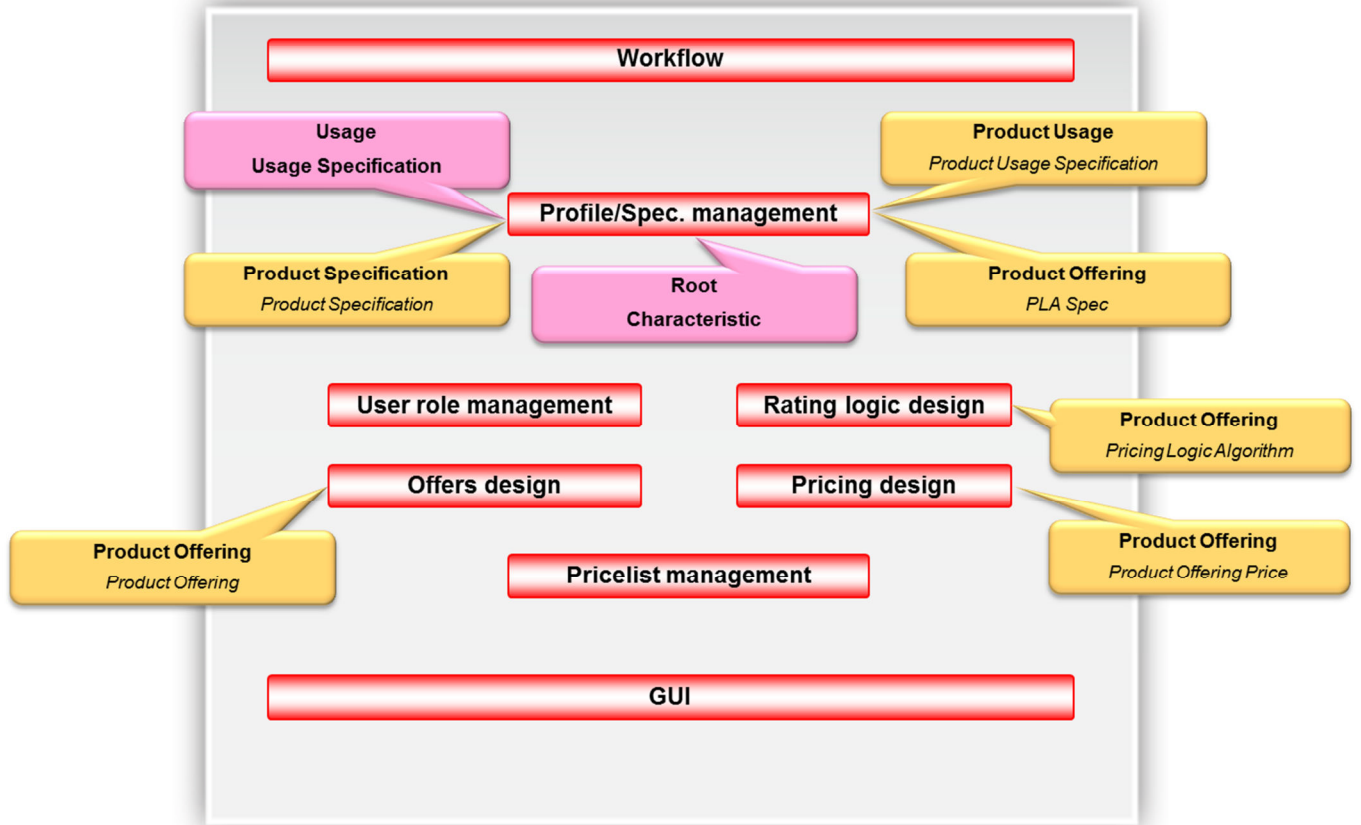 Workflow
Usage
Usage Specification
Product Usage
Product Usage Specification
Profile/Spec. management
Product Specification
Product Specification
Root
Characteristic
Product Offering
PLA Spec
User role management
Rating logic design
Product Offering
Pricing Logic Algorithm
Offers design
Pricing design
Product Offering
Product Offering
Product Offering
Product Offering Price
Pricelist management
GUI